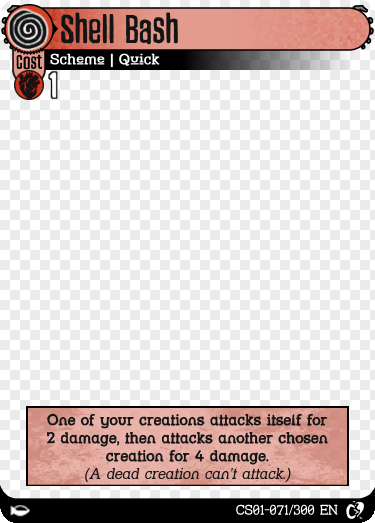 Shell Bash
Scheme | Quick
COST
1
One of your creations attacks itself for
2 damage, then attacks another chosen
creation for 4 damage.
(A dead creation can't attack.)
CS01-071/300 EN